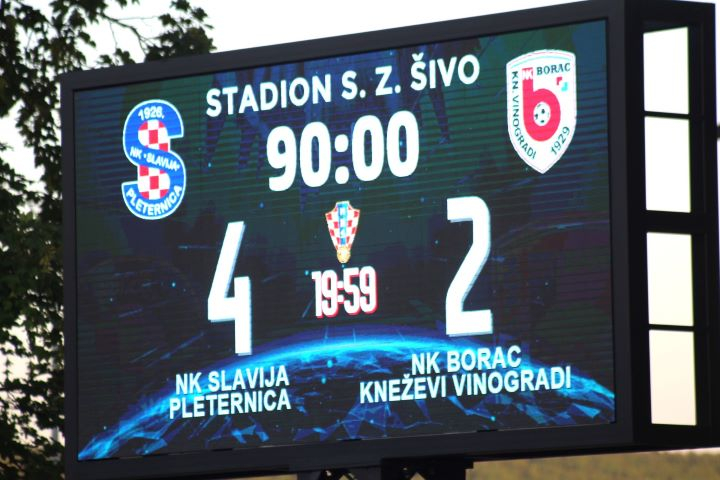 STADION S. Z. ŠIVO
90:00
1926.
NK "SLAVIJA"
PLETERNICA
NK BORAC
KN. VINOGRADI
b
1929
4
2
19:59
NK SLAVIJA
PLETERNICA
NK BORAC
KNEŽEVI VINOGRADI